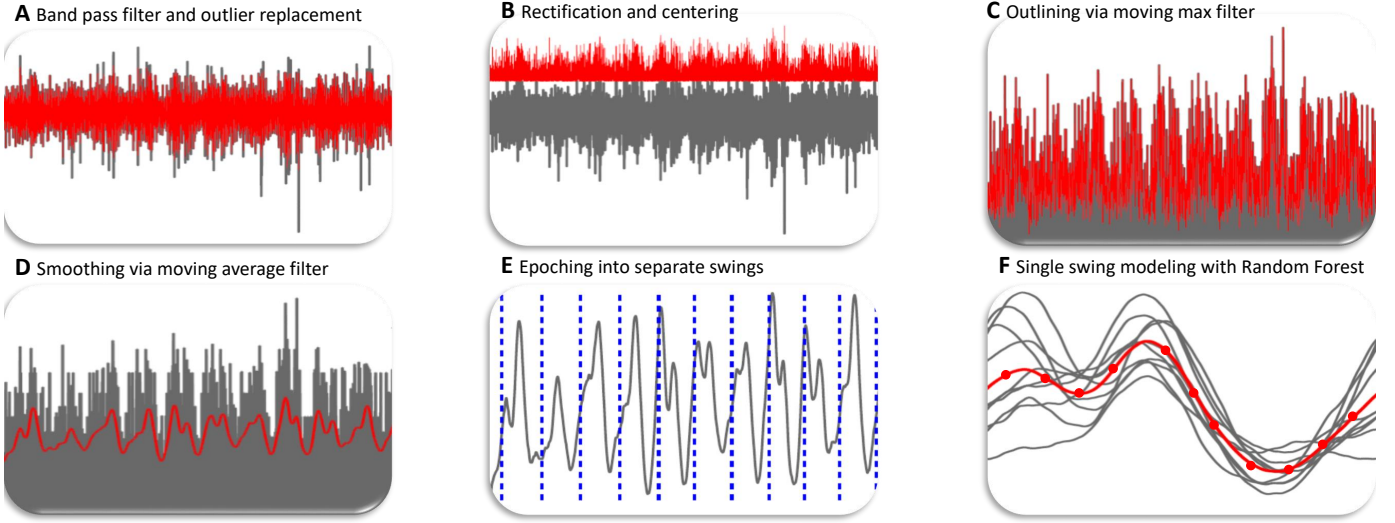 A Band pass filter and outlier replacement
B Rectification and centering
C Outlining via moving max filter
D Smoothing via moving average filter
E Epoching into separate swings
F Single swing modeling with Random Forest